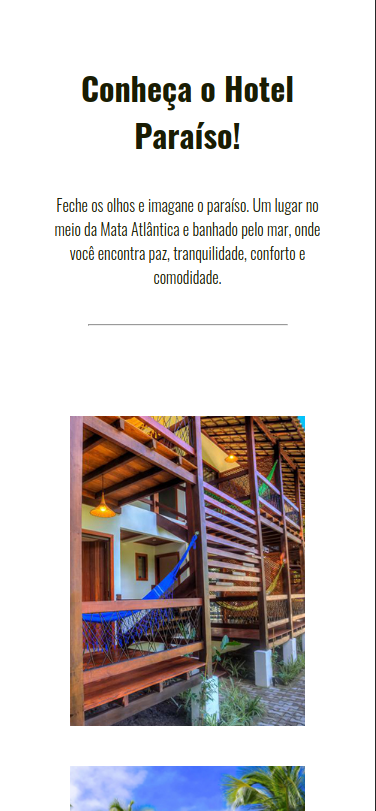 Conheça o Hotel
Paraíso!
Feche os olhos e imagane o paraíso. Um lugar no
meio da Mata Atlântica e banhado pelo mar, onde
você encontra paz, tranquilidade, conforto e
comodidade.